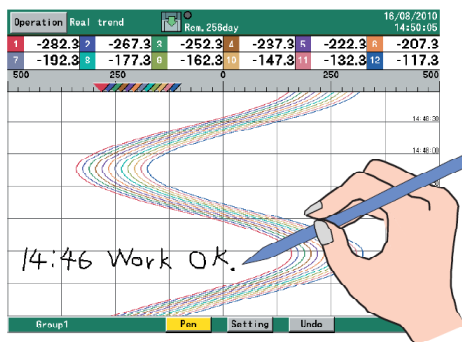 Operation Real trend Rem.256day 16/08/2010 14:50:05
1 -282.3 2 -267.3 3 -252.3 4 -237.3 5 -222.3 6 -207.3
7 -192.3 8 -177.3 9 -162.3 10 -147.3 11 -132.3 12 -117.3
500 250 0 250 500
14:48:30
14:48:00
14:46 Work OK.
Group1 Pen Setting Undo